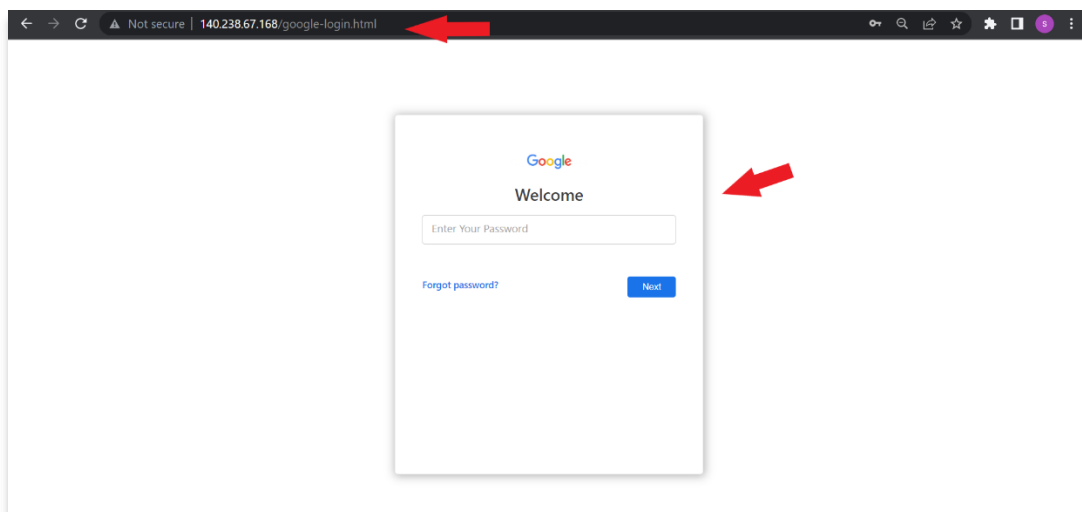 Not secure | 140.238.67.168/google-login.html
s
Google
Welcome
Enter Your Password
Forgot password?
Next